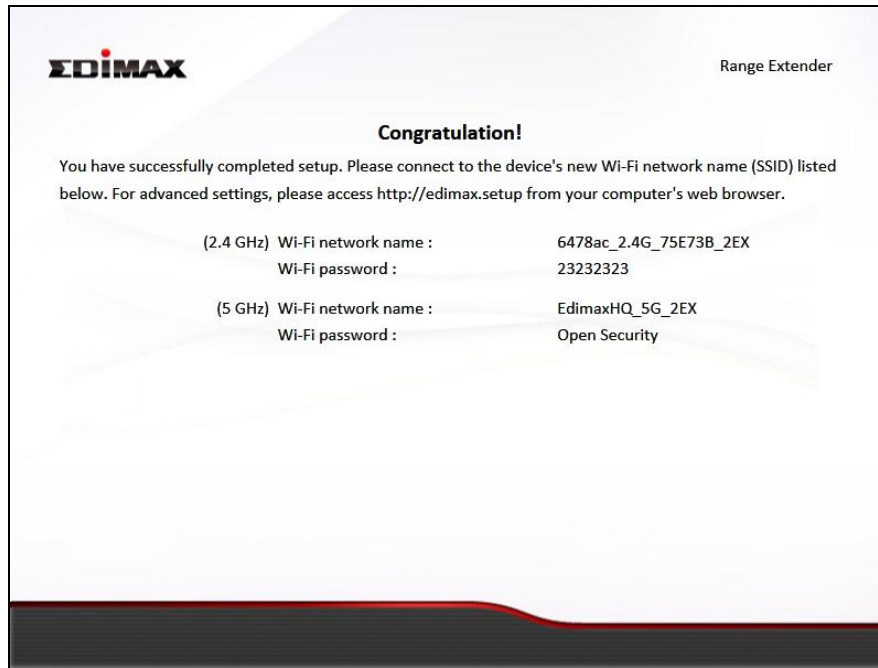 EDiMAX
Range Extender
Congratulation!
You have successfully completed setup. Please connect to the device's new Wi-Fi network name (SSID) listed
below. For advanced settings, please access http://edimax.setup from your computer's web browser.
(2.4 GHz) Wi-Fi network name : 6478ac_2.4G_75E73B_2EX
Wi-Fi password : 23232323
(5 GHz) Wi-Fi network name : EdimaxHQ_5G_2EX
Wi-Fi password : Open Security